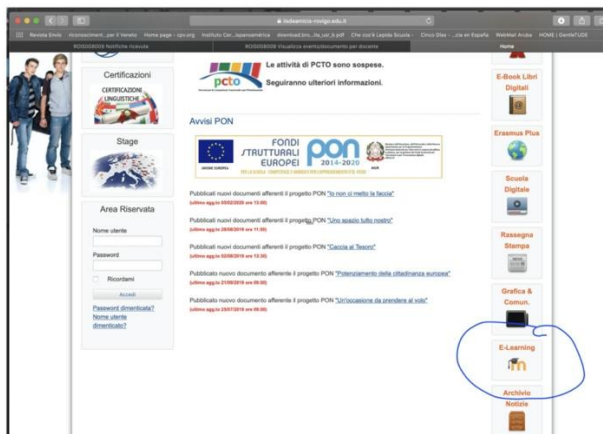 iisdeamicis-rovigo.edu.it
Home
Certificazioni
CERTIFICAZIONE
LINGUISTICHE
Stage
Area Riservata
Nome utente
Password
Ricordami
Accedi
Password dimenticata?
Nome utente
dimenticato?
pcto
Le attività di PCTO sono sospese.
Seguiranno ulteriori informazioni.
Avvisi PON
UNIONE EUROPEA
FONDI
STRUTTURALI
EUROPEI
pon
2014-2020
Pubblicati nuovi documenti afferenti il progetto PON "Io non ci metto la faccia"
Pubblicati nuovi documenti afferenti il progetto PON "Uno spazio tutto nostro"
Pubblicati nuovi documenti afferenti il progetto PON "Caccia al Tesoro"
Pubblicato nuovo documento afferente il progetto PON "Potenziamento della cittadinanza europea"
Pubblicato nuovo documento afferente il progetto PON "Un'occasione da prendere al volo"
E-Book Libri
Digitali
Erasmus Plus
Scuola
Digitale
Rassegna
Stampa
Grafica &
Comun.
E-Learning
Archivio
Notizie